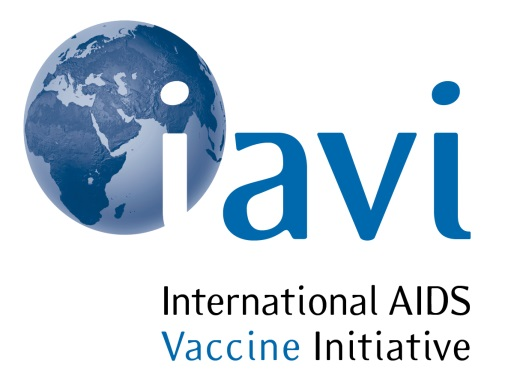 iavi
International AIDS
Vaccine Initiative